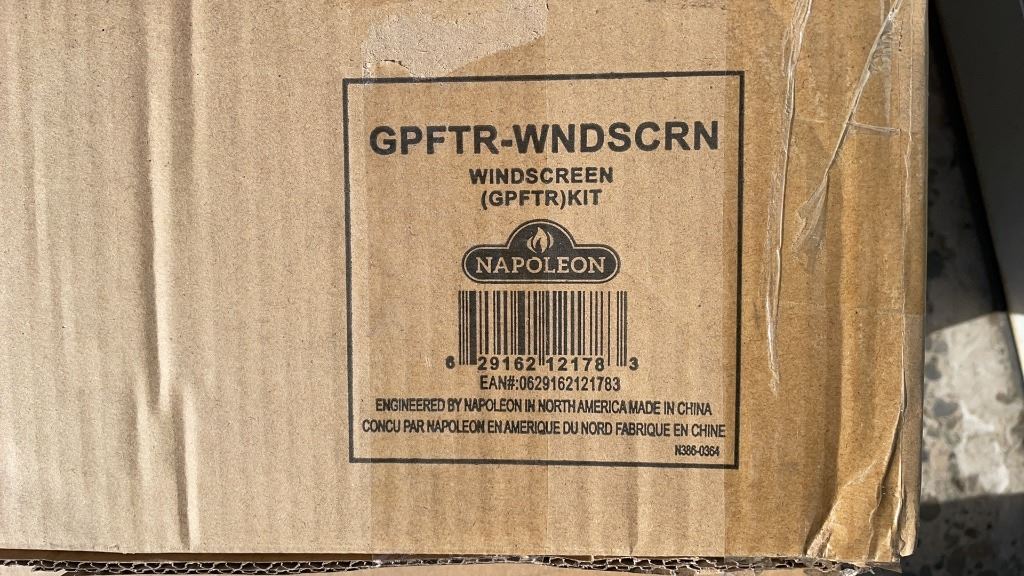 GPFTR-WNDSCRN
WINDSCREEN
(GPFTR)KIT
NAPOLEON
6 29162 12178 3
EAN#:0629162121783
ENGINEERED BY NAPOLEON IN NORTH AMERICA MADE IN CHINA
CONCU PAR NAPOLEON EN AMERIQUE DU NORD FABRIQUE EN CHINE
N386-0364